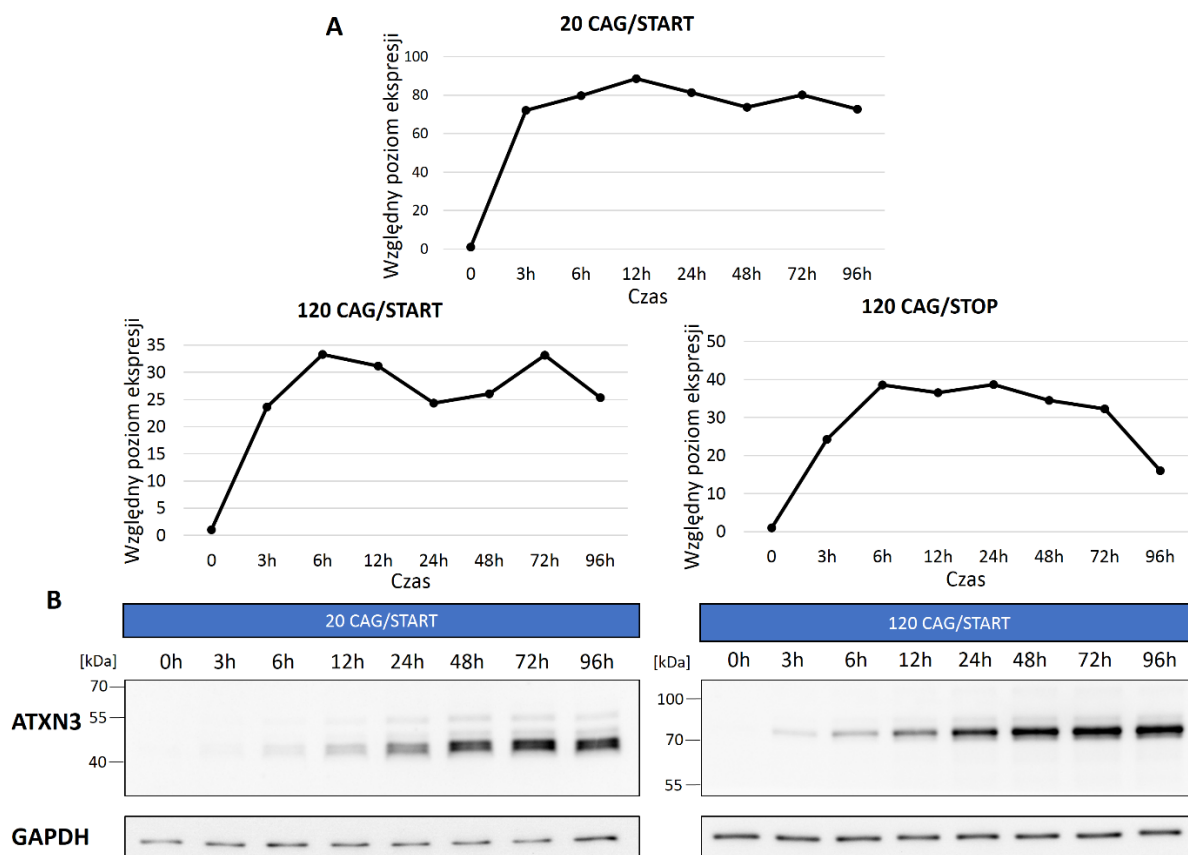 A
20 CAG/START
Względny poziom ekspresji
100
80
60
40
20
0
0 3h 6h 12h 24h 48h 72h 96h
Czas
120 CAG/START
Względny poziom ekspresji
35
30
25
20
15
10
5
0
0 3h 6h 12h 24h 48h 72h 96h
Czas
120 CAG/STOP
Względny poziom ekspresji
50
40
30
20
10
0
0 3h 6h 12h 24h 48h 72h 96h
Czas
B
20 CAG/START
[kDa] 0h 3h 6h 12h 24h 48h 72h 96h
70
55
40
ATXN3
GAPDH
120 CAG/START
[kDa] 0h 3h 6h 12h 24h 48h 72h 96h
100
70
55